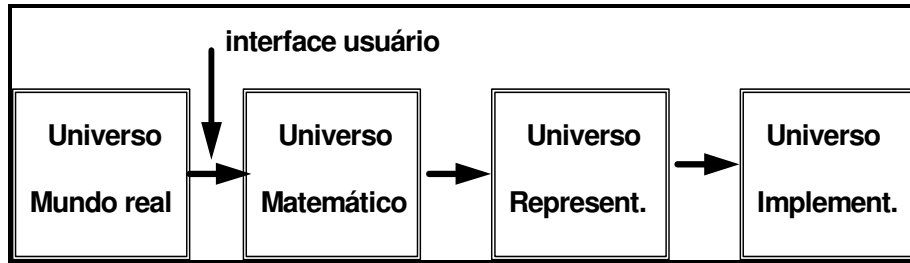 interface usuário
Universo
Mundo real
Universo
Matemático
Universo
Represent.
Universo
Implement.